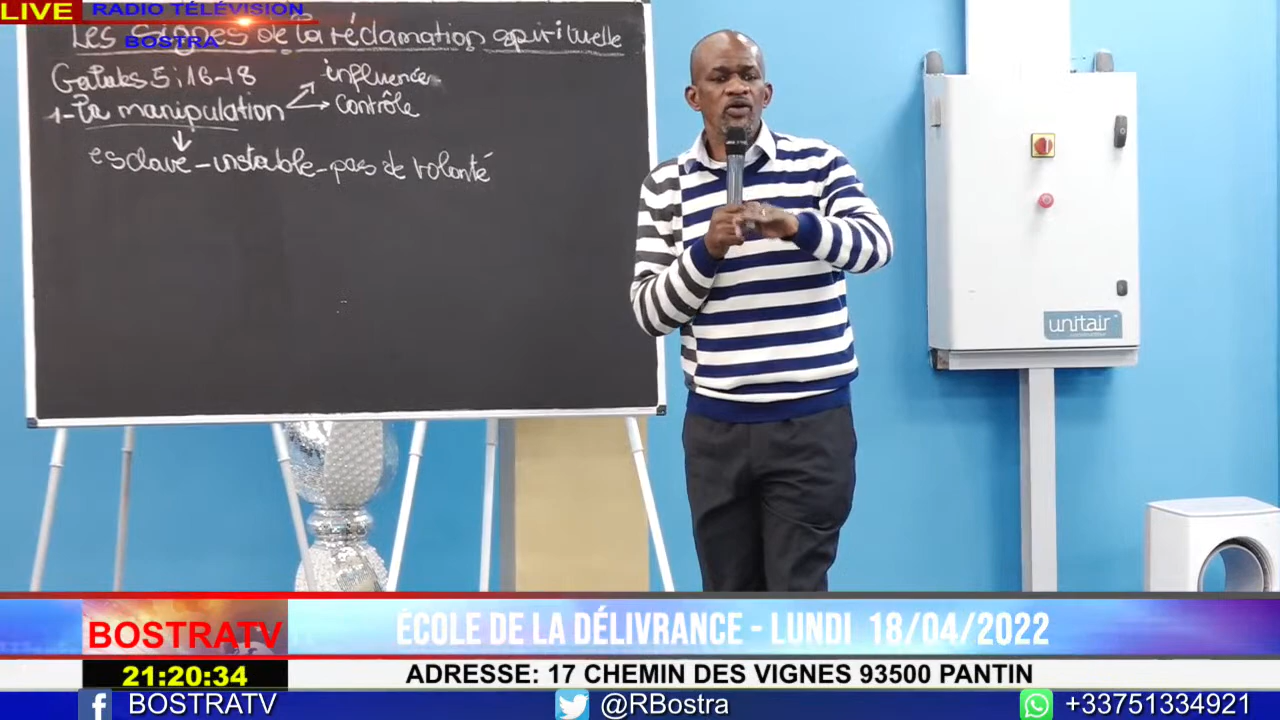 LIVE
RADIO TÉLÉVISION
BOSTRA
Les signes de la réclamation spirituelle
Galates 5:16-18
influence
1-La manipulation
contrôle
esclave - instable - pas de volonté
unitair
BOSTRATV
ÉCOLE DE LA DÉLIVRANCE - LUNDI 18/04/2022
21:20:34
ADRESSE: 17 CHEMIN DES VIGNES 93500 PANTIN
BOSTRATV
@RBostra
+33751334921